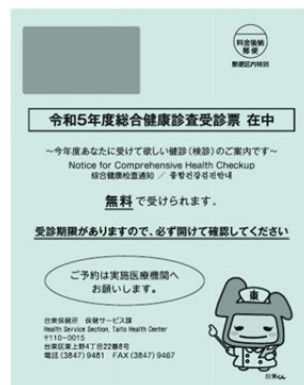 料金後納
郵便
郵便区内特別
令和5年度総合健康診査受診票 在中
～今年度あなたに受けて欲しい健診（検診）のご案内です～
Notice for Comprehensive Health Checkup
综合健康检查通知 ／ 종합건강검진안내
無料で受けられます。
受診期限がありますので、必ず開けて確認してください
ご予約は実施医療機関へ
お願いします。
台東保健所 保健サービス課
Health Service Section, Taito Health Center
〒110-0015
台東区東上野4丁目22番8号
電話 (3847) 9481 FAX (3847) 9467
東
台東くん